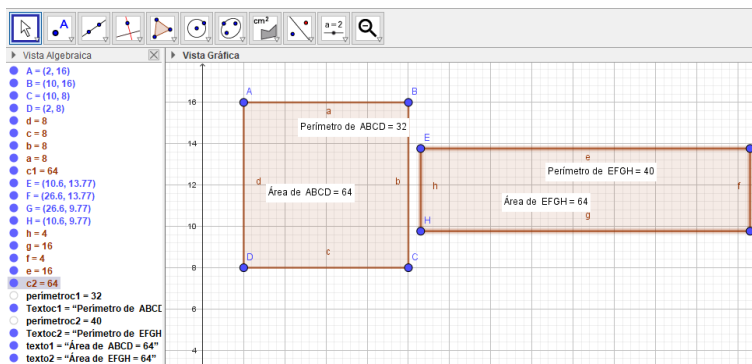 A
cm²
a=2
Vista Algebraica
Vista Gráfica
A = (2, 16)
B = (10, 16)
C = (10, 8)
D = (2, 8)
d = 8
c = 8
b = 8
a = 8
c1 = 64
E = (10.6, 13.77)
F = (26.6, 13.77)
G = (26.6, 9.77)
H = (10.6, 9.77)
h = 4
g = 16
f = 4
e = 16
c2 = 64
perimetroc1 = 32
Textoc1 = “Perimetro de ABCD
perimetroc2 = 40
Textoc2 = “Perimetro de EFGH
texto1 = “Área de ABCD = 64”
texto2 = “Área de EFGH = 64”
16
14
12
10
8
6
4
A
B
a
Perímetro de ABCD = 32
d
b
Área de ABCD = 64
c
D
C
E
e
Perímetro de EFGH = 40
h
f
Área de EFGH = 64
g
H